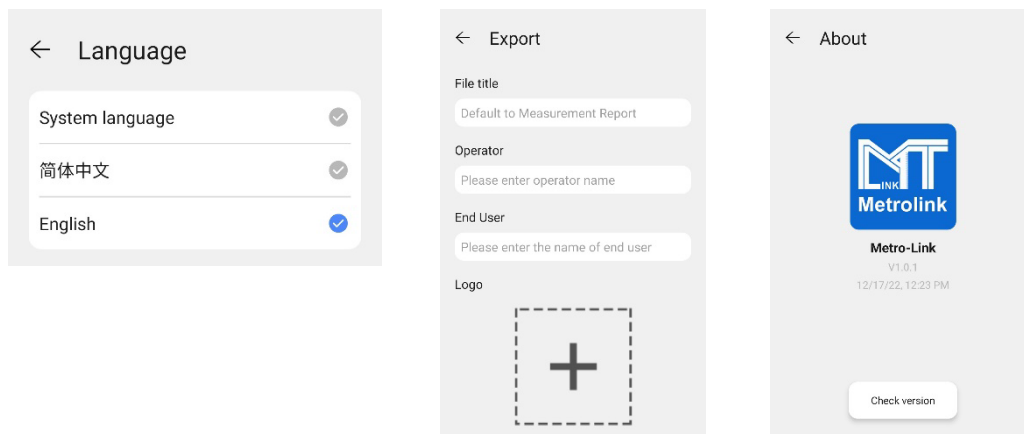 Language
System language
简体中文
English
Export
File title
Default to Measurement Report
Operator
Please enter operator name
End User
Please enter the name of end user
Logo
About
MT
LINK
Metrolink
Metro-Link
V1.0.1
12/17/22, 12:23 PM
Check version